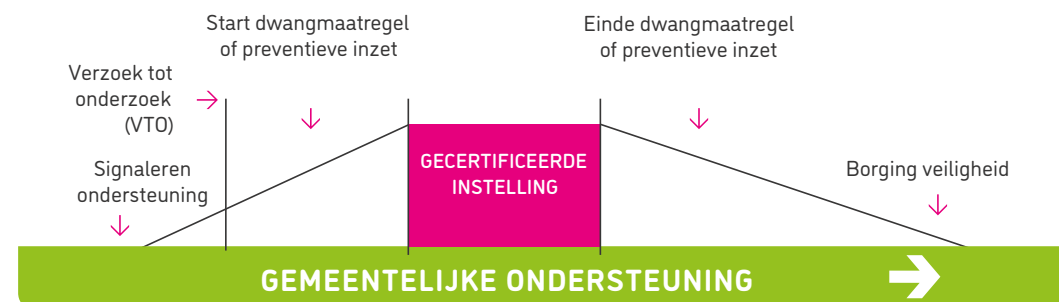 Start dwangmaatregel
of preventieve inzet
Einde dwangmaatregel
of preventieve inzet
Verzoek tot
onderzoek
(VTO)
Signaleren
ondersteuning
GECERTIFICEERDE
INSTELLING
Borging veiligheid
GEMEENTELIJKE ONDERSTEUNING